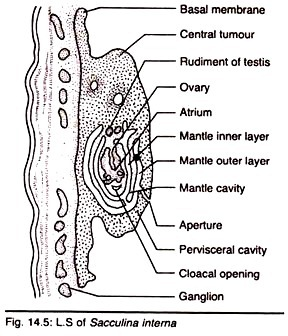 Basal membrane
Central tumour
Rudiment of testis
Ovary
Atrium
Mantle inner layer
Mantle outer layer
Mantle cavity
Aperture
Pervisceral cavity
Cloacal opening
Ganglion
Fig. 14.5: L.S of Sacculina interna